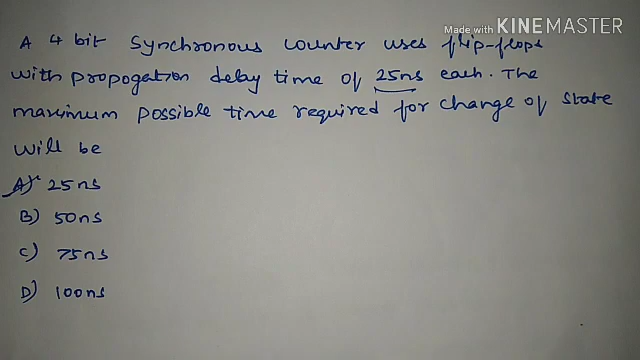 Made with KINEMASTER
A 4 bit synchronous counter uses flip-flops
with propogation delay time of 25ns each. The
maximum possible time required for change of state
will be
A) 25ns
B) 50ns
C) 75ns
D) 100ns